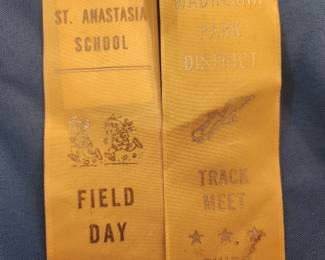 ST. ANASTASIA
SCHOOL
FIELD
DAY
PARK
DISTRICT
TRACK
MEET